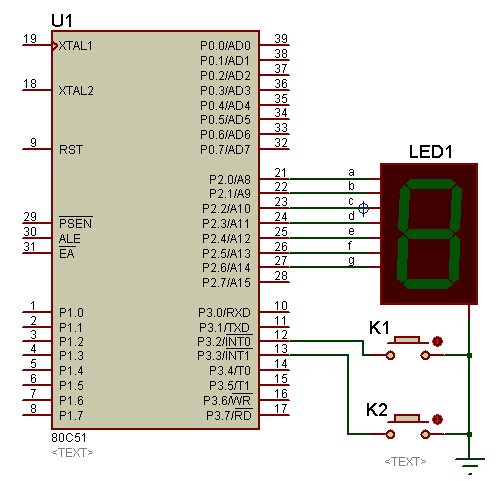 U1
19 XTAL1 P0.0/AD0 39
P0.1/AD1 38
P0.2/AD2 37
18 XTAL2 P0.3/AD3 36
P0.4/AD4 35
P0.5/AD5 34
P0.6/AD6 33
9 RST P0.7/AD7 32
LED1
P2.0/A8 21 a
P2.1/A9 22 b
P2.2/A10 23 c
29 PSEN P2.3/A11 24 d
30 ALE P2.4/A12 25 e
31 EA P2.5/A13 26 f
P2.6/A14 27 g
P2.7/A15 28
1 P1.0 P3.0/RXD 10
2 P1.1 P3.1/TXD 11
3 P1.2 P3.2/INT0 12
4 P1.3 P3.3/INT1 13
5 P1.4 P3.4/T0 14
6 P1.5 P3.5/T1 15
7 P1.6 P3.6/WR 16
8 P1.7 P3.7/RD 17
K1
K2
80C51
<TEXT>
<TEXT>